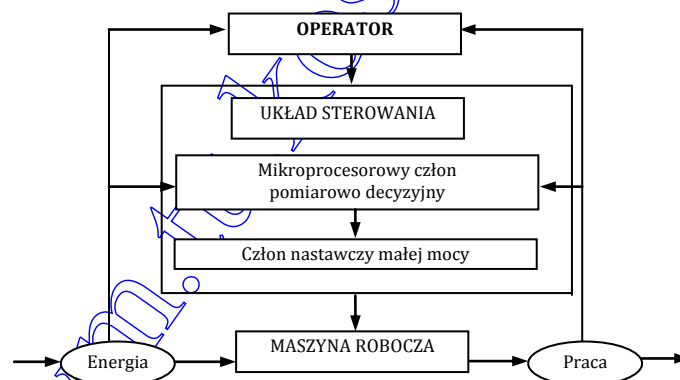 OPERATOR
UKŁAD STEROWANIA
Mikroprocesorowy człon
pomiarowo decyzyjny
Człon nastawczy małej mocy
MASZYNA ROBOCZA
Energia
Praca